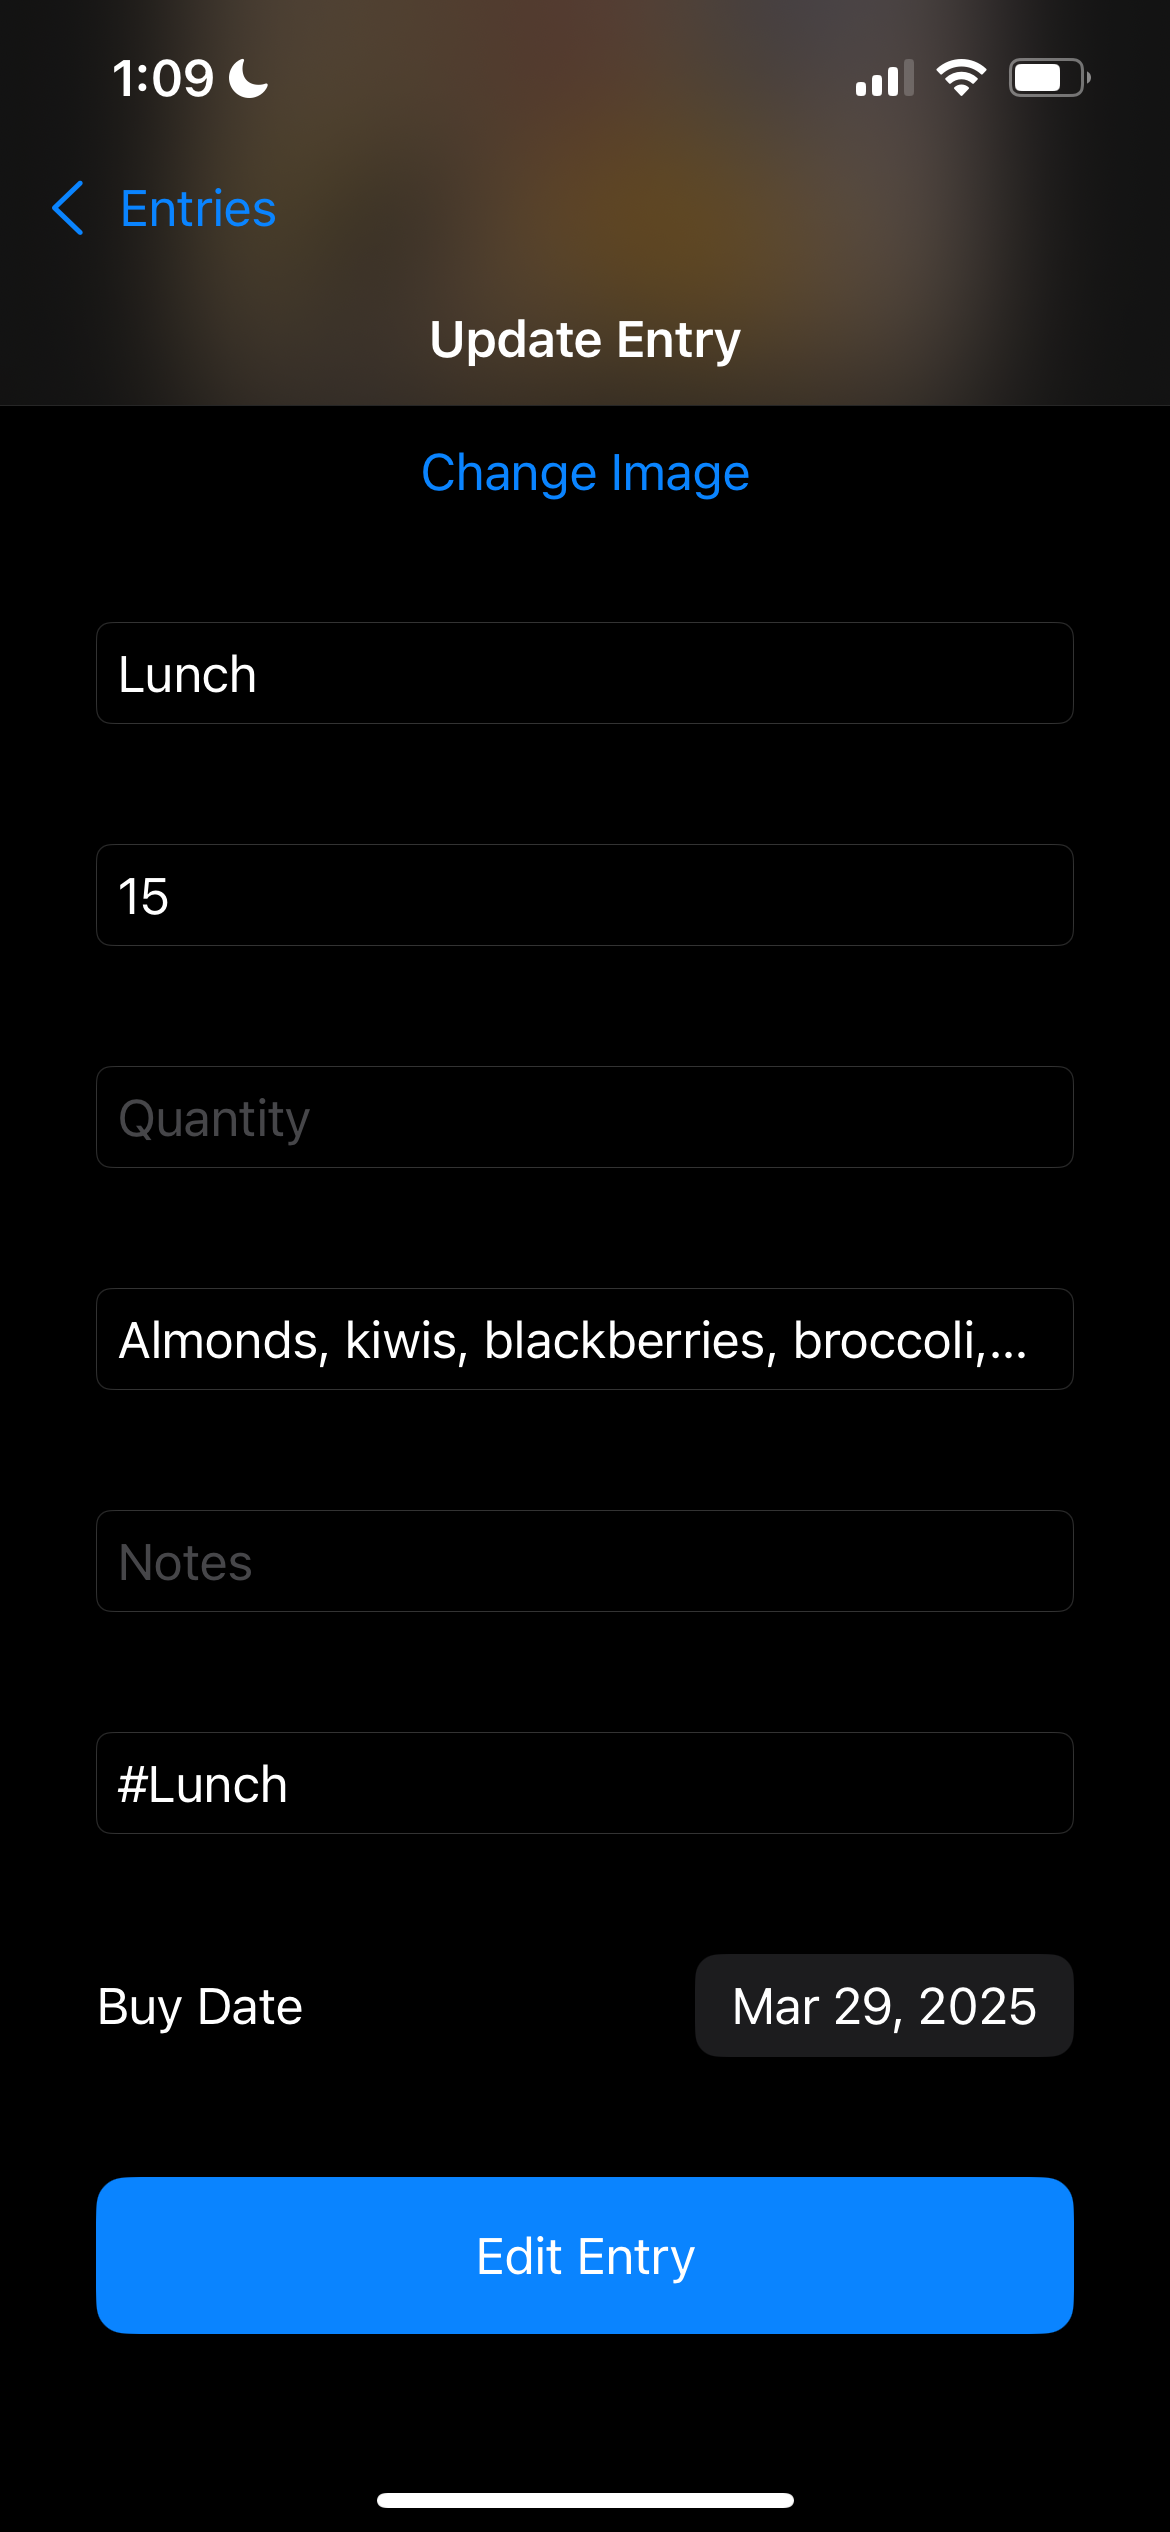 1:09
Entries
Update Entry
Change Image
Lunch
15
Quantity
Almonds, kiwis, blackberries, broccoli,...
Notes
#Lunch
Buy Date
Mar 29, 2025
Edit Entry